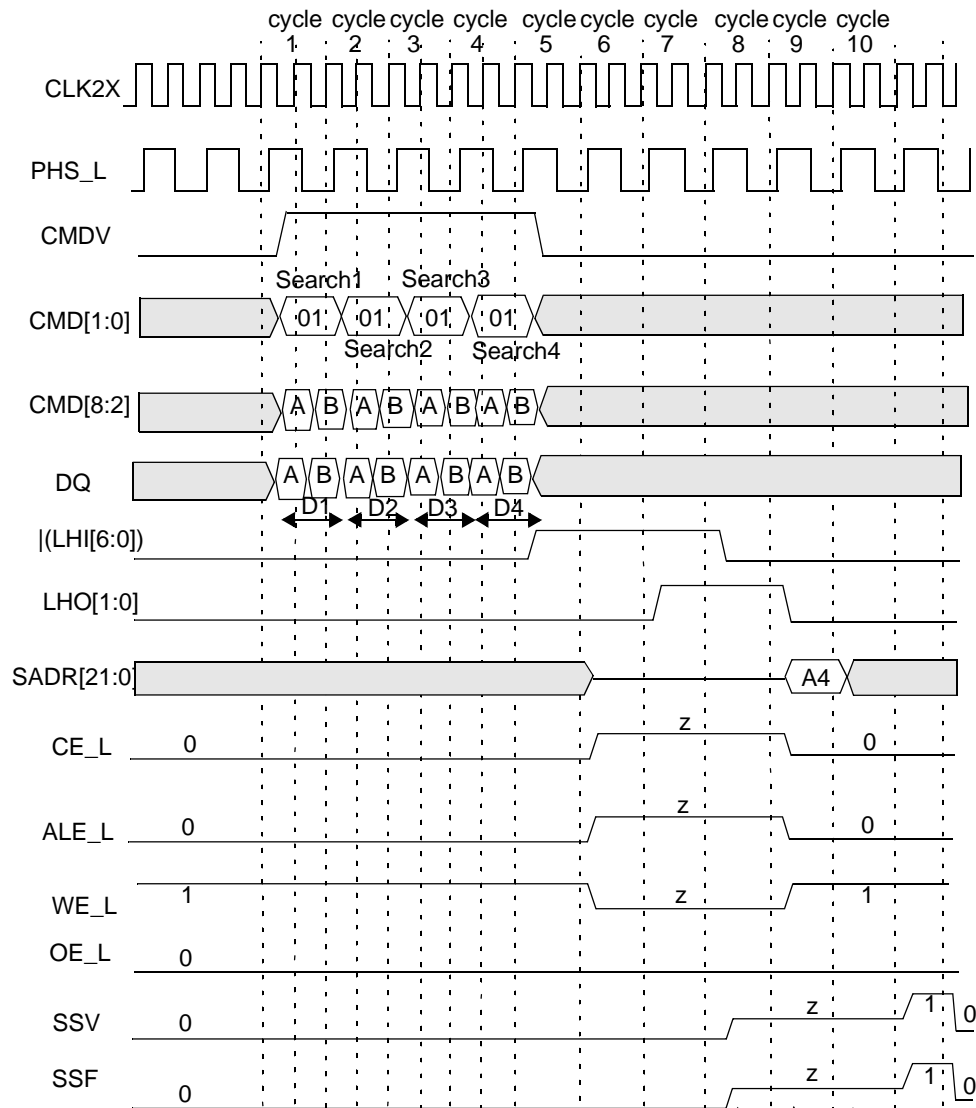 cycle cycle cycle cycle cycle cycle cycle cycle cycle cycle
1 2 3 4 5 6 7 8 9 10
CLK2X
PHS_L
CMDV
Search1 Search3
CMD[1:0] 01 01 01 01
Search2 Search4
CMD[8:2] A B A B A B A B
DQ A B A B A B A B
D1 D2 D3 D4
|(LHI[6:0])
LHO[1:0]
SADR[21:0] A4
CE_L 0 z 0
ALE_L 0 z 0
WE_L 1 z 1
OE_L 0
SSV 0 z 1 0
SSF 0 z 1 0